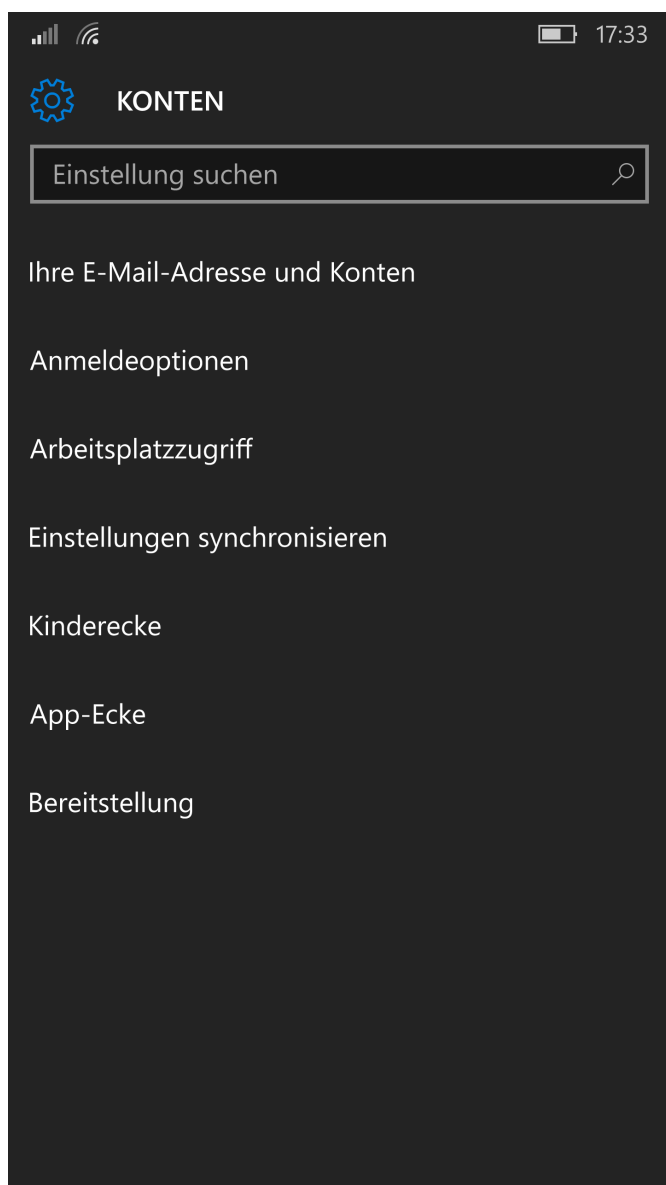 17:33
KONTEN
Einstellung suchen
Ihre E-Mail-Adresse und Konten
Anmeldeoptionen
Arbeitsplatzzugriff
Einstellungen synchronisieren
Kinderecke
App-Ecke
Bereitstellung